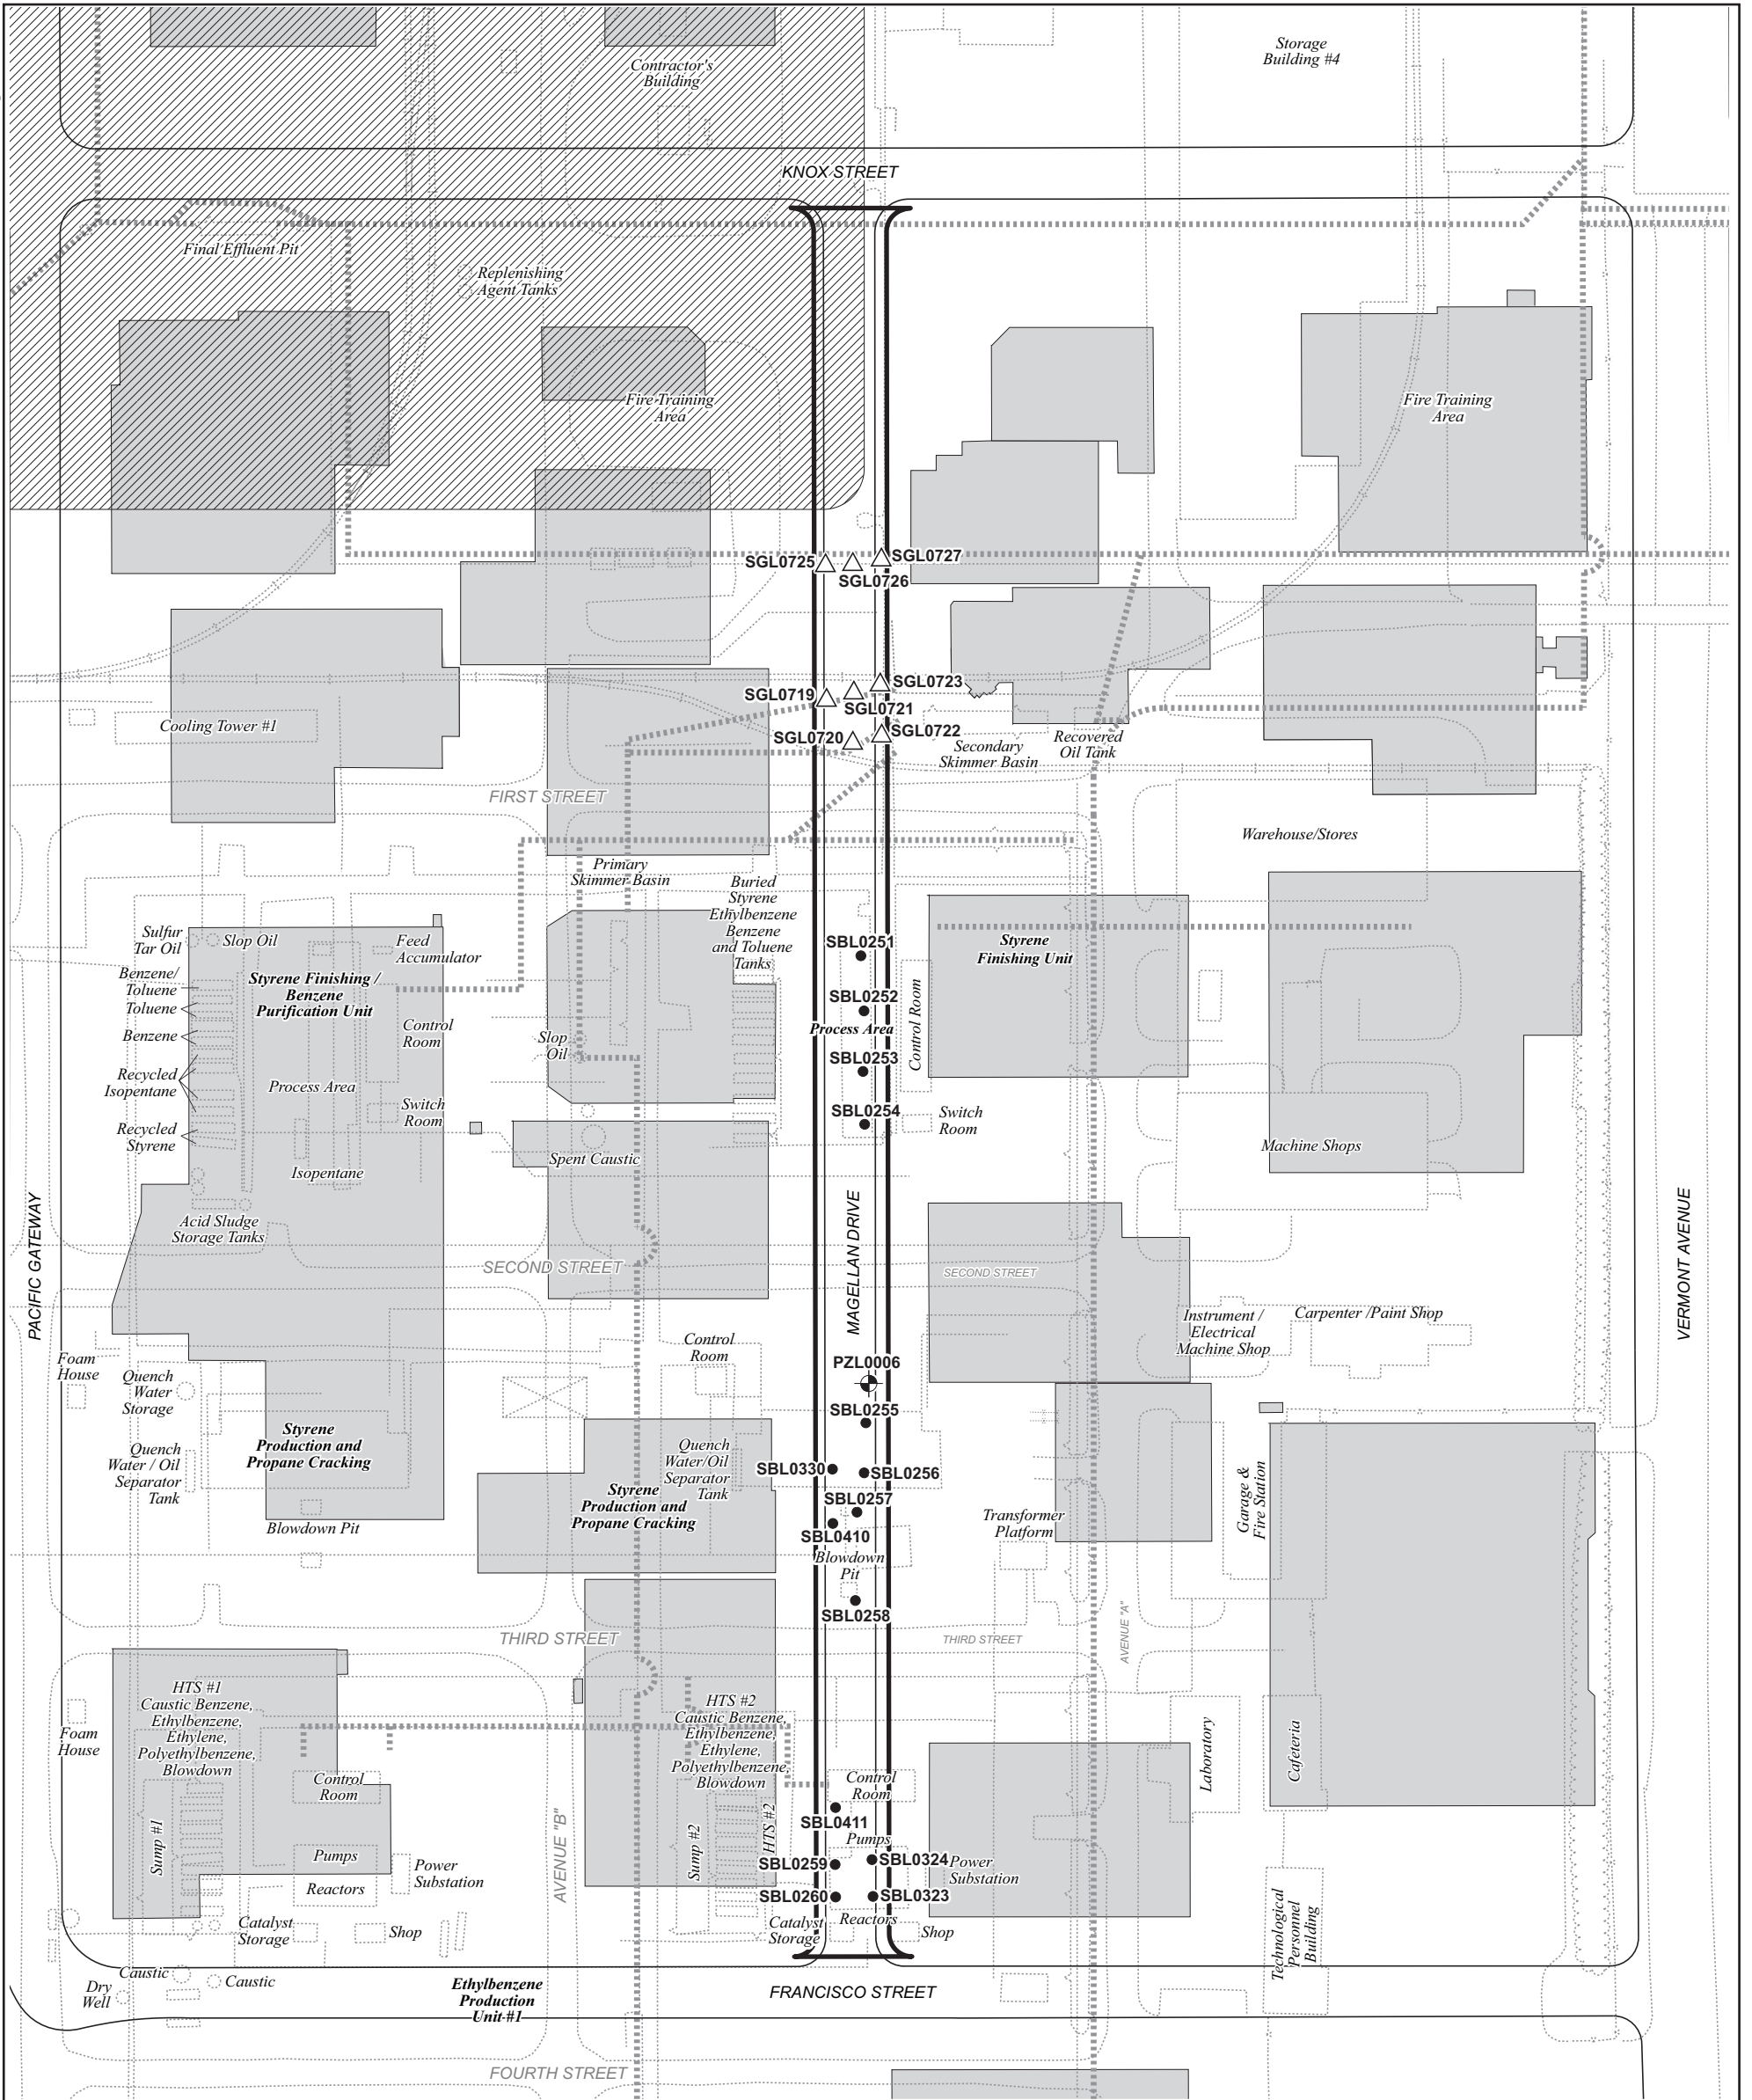 Contractor's
Building
Storage
Building #4
KNOX STREET
Final Effluent Pit
Replenishing
Agent Tanks
Fire Training
Area
Fire Training
Area
SGL0725
SGL0726
SGL0727
SGL0719
SGL0721
SGL0723
SGL0720
SGL0722
Cooling Tower #1
Secondary
Skimmer Basin
Recovered
Oil Tank
FIRST STREET
Warehouse/Stores
Primary
Skimmer Basin
Buried
Styrene
Ethylbenzene
Benzene
and Toluene
Tanks
Sulfur
Tar Oil
Slop Oil
Feed
Accumulator
Benzene/
Toluene
Toluene
Benzene
Recycled
Isopentane
Recycled
Styrene
Styrene Finishing /
Benzene
Purification Unit
Control
Room
Process Area
Switch
Room
Isopentane
Acid Sludge
Storage Tanks
Slop
Oil
Spent Caustic
SBL0251
SBL0252
Process Area
SBL0253
SBL0254
Control Room
Switch
Room
Styrene
Finishing Unit
Machine Shops
PACIFIC GATEWAY
MAGELLAN DRIVE
VERMONT AVENUE
SECOND STREET
SECOND STREET
Instrument /
Electrical
Machine Shop
Carpenter /Paint Shop
Foam
House
Quench
Water
Storage
Quench
Water / Oil
Separator
Tank
Styrene
Production and
Propane Cracking
Blowdown Pit
Control
Room
Quench
Water/Oil
Separator
Tank
Styrene
Production and
Propane Cracking
PZL0006
SBL0255
SBL0330
SBL0256
SBL0257
SBL0410
Blowdown
Pit
SBL0258
Transformer
Platform
Garage &
Fire Station
THIRD STREET
THIRD STREET
AVENUE "A"
HTS #1
Caustic Benzene,
Ethylbenzene,
Ethylene,
Polyethylbenzene,
Blowdown
Foam
House
Control
Room
Sump #1
Pumps
Reactors
Power
Substation
Catalyst
Storage
Shop
AVENUE "B"
HTS #2
Caustic Benzene,
Ethylbenzene,
Ethylene,
Polyethylbenzene,
Blowdown
Sump #2
HTS #2
Control
Room
SBL0411
Pumps
SBL0259
SBL0324
Power
Substation
SBL0260
SBL0323
Catalyst
Storage
Reactors
Shop
Laboratory
Cafeteria
Technological
Personnel
Building
Caustic
Caustic
Dry
Well
Ethylbenzene
Production
Unit #1
FRANCISCO STREET
FOURTH STREET